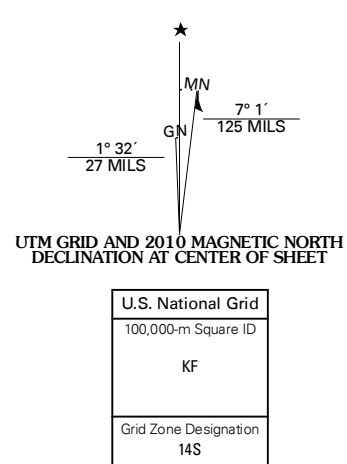 ★
MN
7° 1´
125 MILS
GN
1° 32´
27 MILS
UTM GRID AND 2010 MAGNETIC NORTH
DECLINATION AT CENTER OF SHEET
U.S. National Grid
100,000-m Square ID
KF
Grid Zone Designation
14S